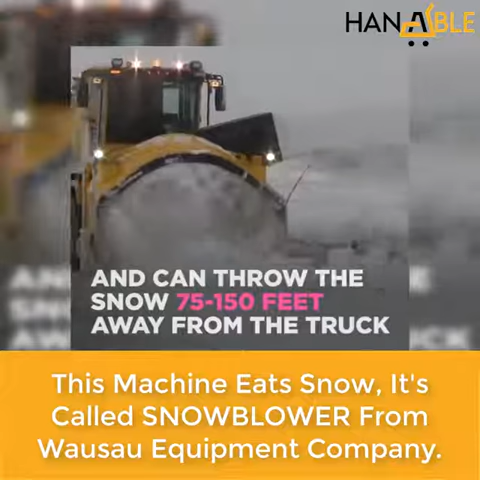 HANABLE
AND CAN THROW THE
SNOW 75-150 FEET
AWAY FROM THE TRUCK
This Machine Eats Snow, It's
Called SNOWBLOWER From
Wausau Equipment Company.